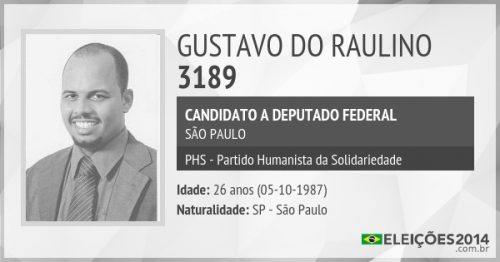 GUSTAVO DO RAULINO
3189
CANDIDATO A DEPUTADO FEDERAL
SÃO PAULO
PHS - Partido Humanista da Solidariedade
Idade: 26 anos (05-10-1987)
Naturalidade: SP - São Paulo
ELEIÇÕES2014
.com.br